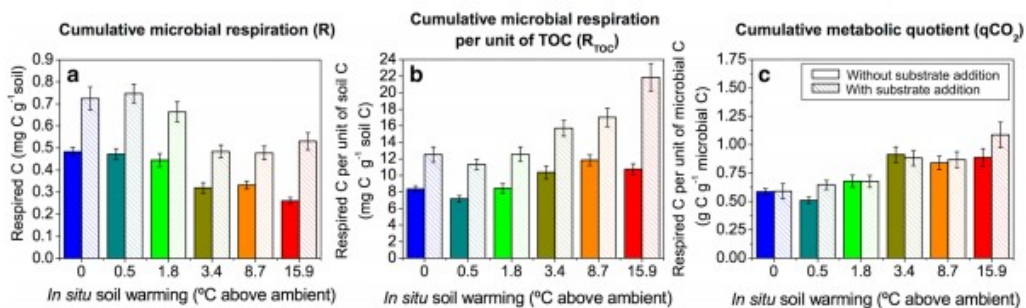 Cumulative microbial respiration (R)
a
Respired C (mg C g⁻¹soil)
0.9
0.8
0.7
0.6
0.5
0.4
0.3
0.2
0.1
0.0
0 0.5 1.8 3.4 8.7 15.9
In situ soil warming (ºC above ambient)
Cumulative microbial respiration
per unit of TOC (R_TOC)
b
Respired C per unit of soil C
(mg C g⁻¹ soil C)
24
22
20
18
16
14
12
10
8
6
4
2
0
0 0.5 1.8 3.4 8.7 15.9
In situ soil warming (ºC above ambient)
Cumulative metabolic quotient (qCO₂)
c
Without substrate addition
With substrate addition
Respired C per unit of microbial C
(g C g⁻¹ microbial C)
1.75
1.50
1.25
1.00
0.75
0.50
0.25
0.00
0 0.5 1.8 3.4 8.7 15.9
In situ soil warming (ºC above ambient)